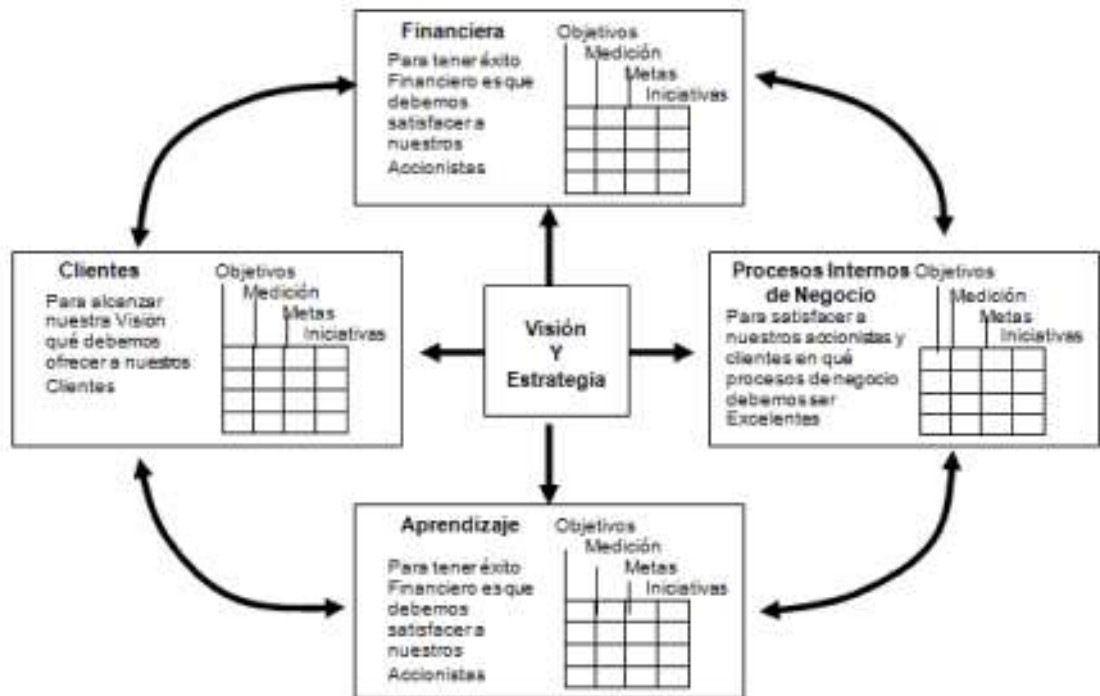 Financiera
Para tener éxito
Financiero es que
debemos
satisfacer a
nuestros
Accionistas
Objetivos
Medición
Metas
Iniciativas
Clientes
Para alcanzar
nuestra Visión
qué debemos
ofrecer a nuestros
Clientes
Objetivos
Medición
Metas
Iniciativas
Visión
Y
Estrategia
Procesos Internos
de Negocio
Para satisfacer a
nuestros accionistas y
clientes en qué
procesos de negocio
debemos ser
Excelentes
Objetivos
Medición
Metas
Iniciativas
Aprendizaje
Para tener éxito
Financiero es que
debemos
satisfacer a
nuestros
Accionistas
Objetivos
Medición
Metas
Iniciativas